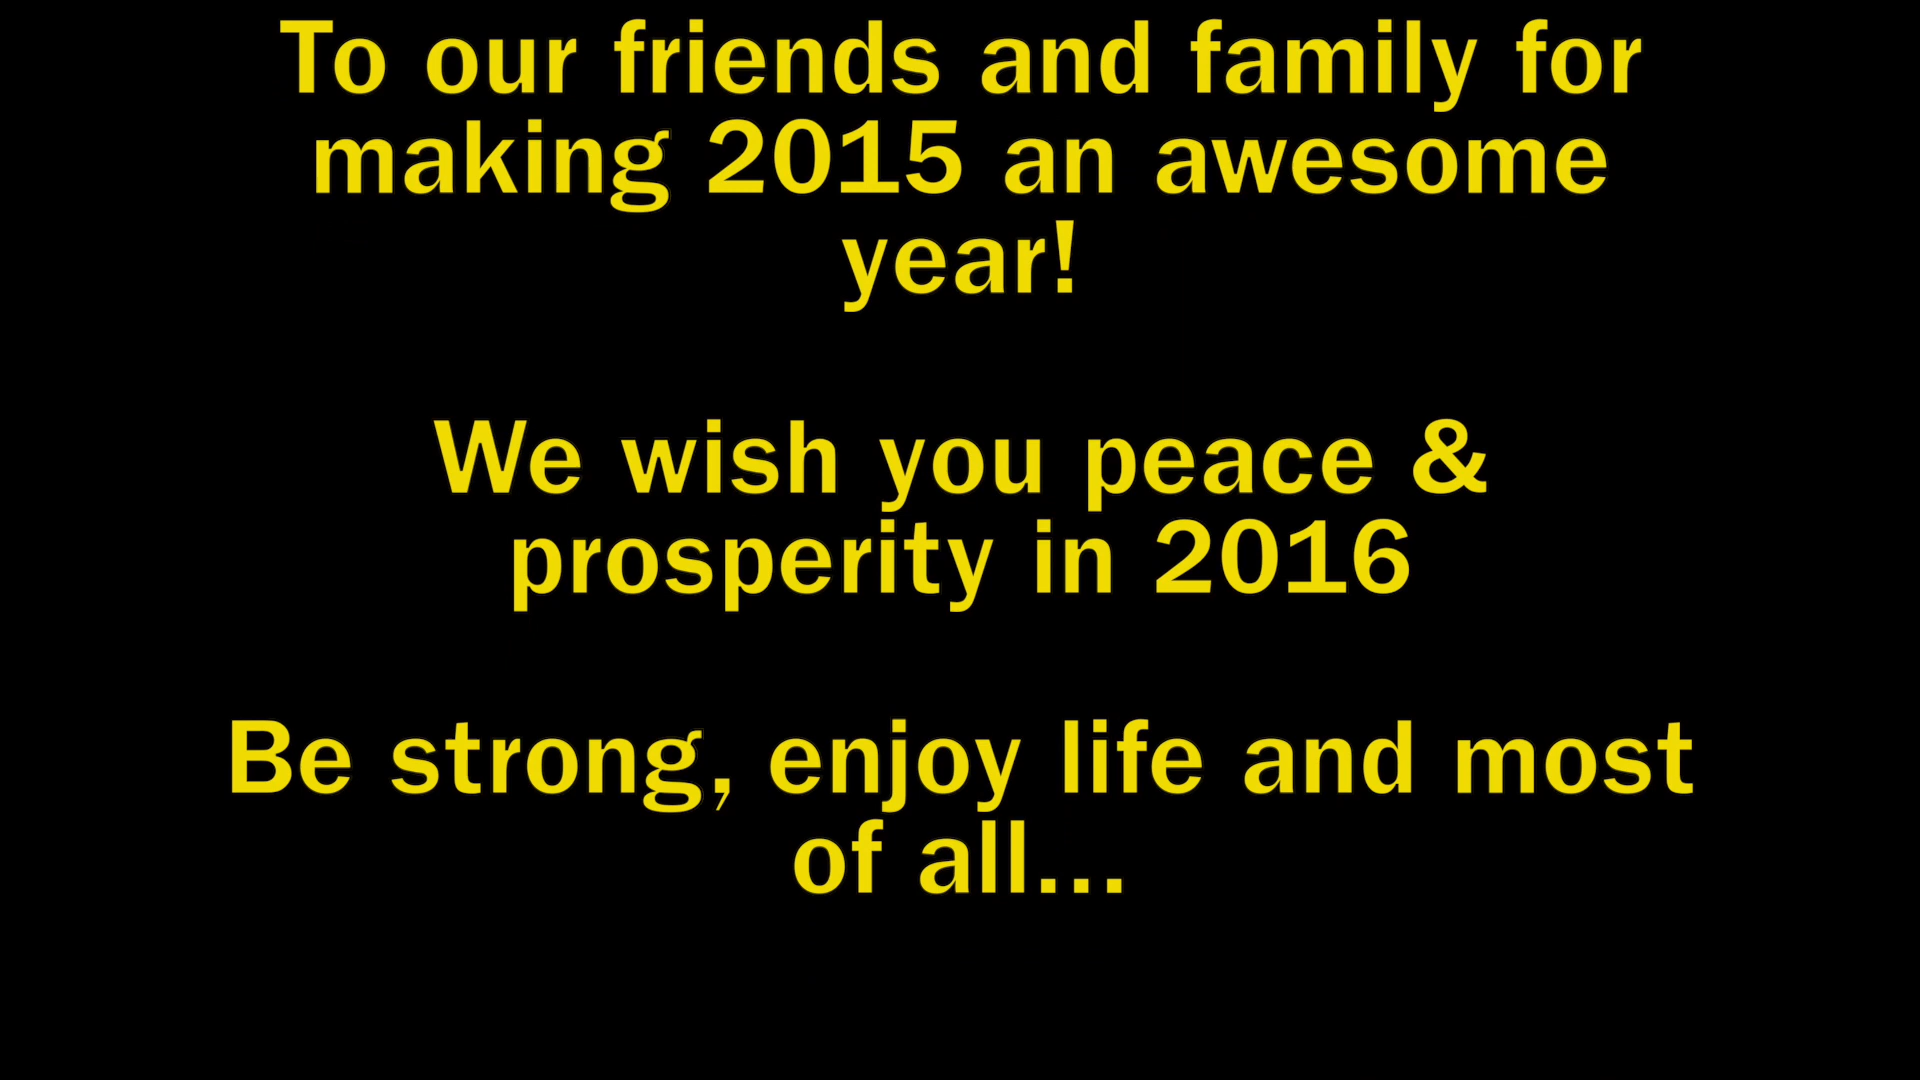 To our friends and family for
making 2015 an awesome
year!
We wish you peace &
prosperity in 2016
Be strong, enjoy life and most
of all...